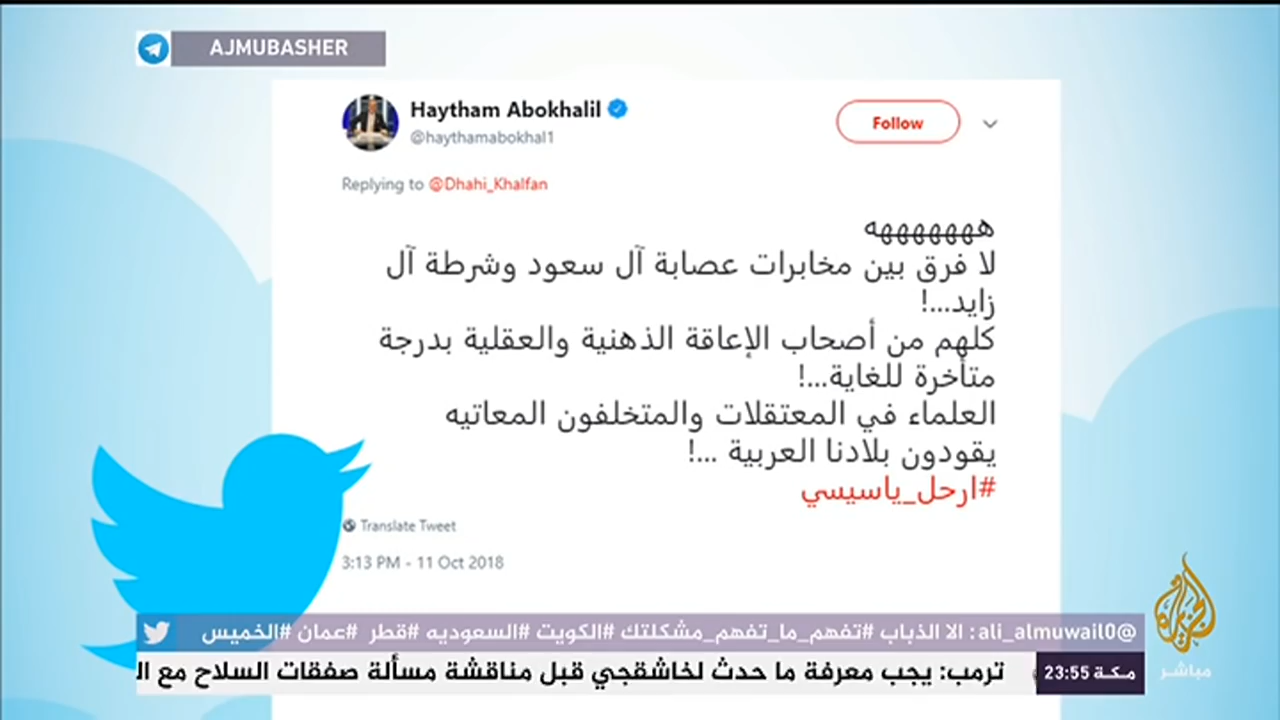 AJMUBASHER
Haytham Abokhalil
@haythamabokhal1
Follow
Replying to @Dhahi_Khalfan
هههههههه
لا فرق بين مخابرات عصابة آل سعود وشرطة آل
زايد...!
كلهم من أصحاب الإعاقة الذهنية والعقلية بدرجة
متأخرة للغاية...!
العلماء في المعتقلات والمتخلفون المعاتيه
يقودون بلادنا العربية ...!
#ارحل_ياسيسي
Translate Tweet
3:13 PM - 11 Oct 2018
@ali_almuwail0: الا الذباب #تفهم_ما_تفهم_مشكلتك #الكويت #السعوديه #قطر #عمان #الخميس
مكة 23:55
ترمب: يجب معرفة ما حدث لخاشقجي قبل مناقشة مسألة صفقات السلاح مع ال
الجزيرة
مباشر